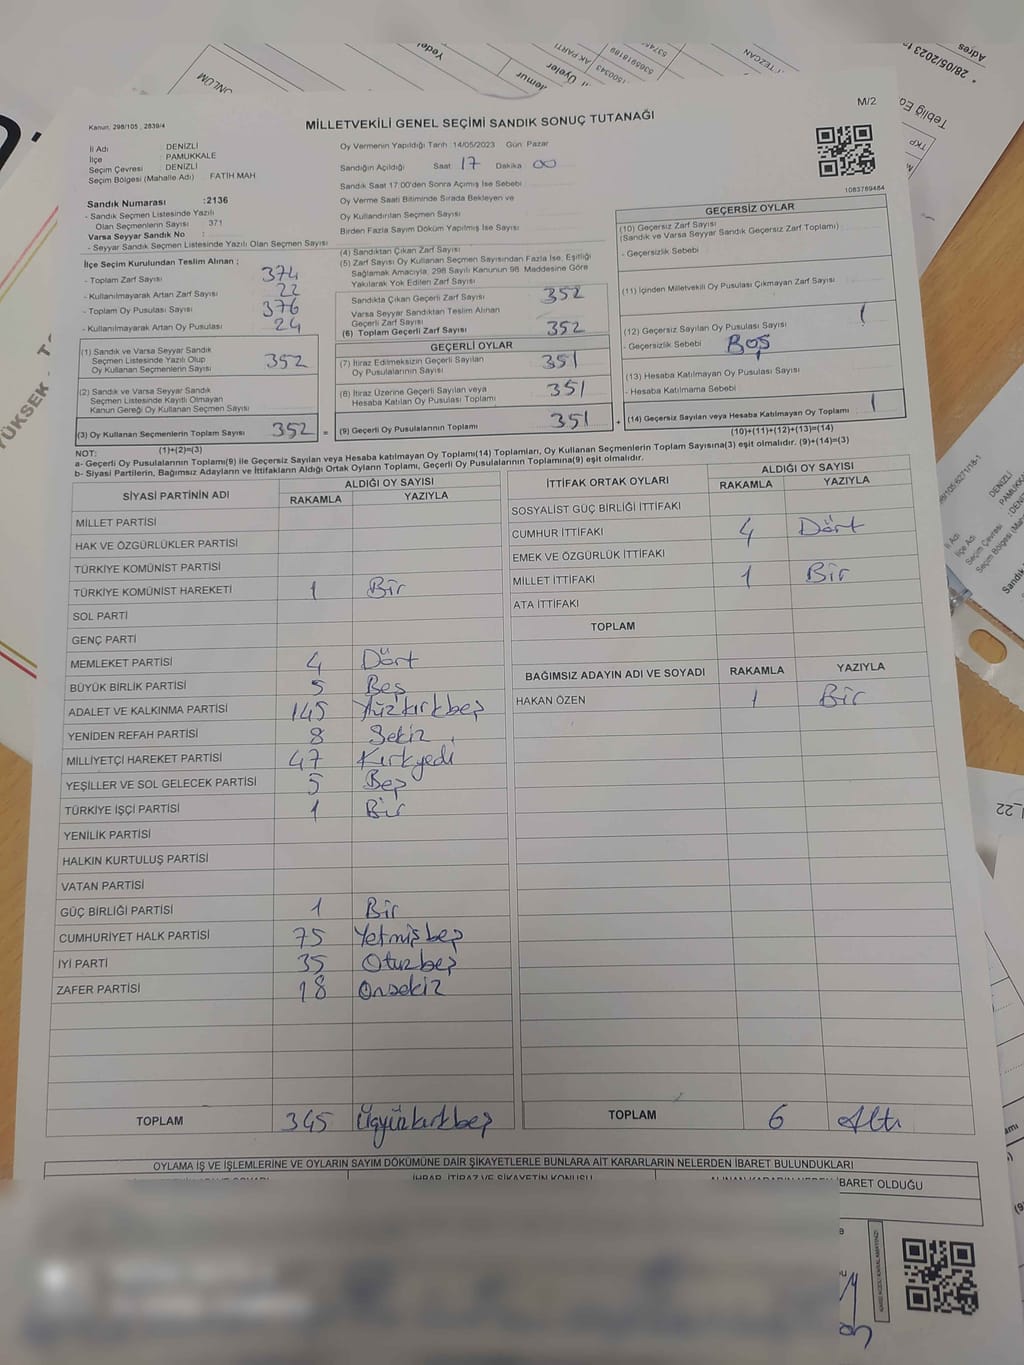 M/2
Kanun, 298/105 , 2839/4
MİLLETVEKİLİ GENEL SEÇİMİ SANDIK SONUÇ TUTANAĞI
İl Adı : DENİZLİ
İlçe : PAMUKKALE
Seçim Çevresi : DENİZLİ
Seçim Bölgesi (Mahalle Adı) FATİH MAH
Sandık Numarası :2136
- Sandık Seçmen Listesinde Yazılı
Olan Seçmenlerin Sayısı 371
Varsa Seyyar Sandık No :
- Seyyar Sandık Seçmen Listesinde Yazılı Olan Seçmen Sayısı
Oy Vermenin Yapıldığı Tarih :14/05/2023 Gün Pazar
Sandığın Açıldığı Saat 17 Dakika 00
Sandık Saat 17:00'den Sonra Açımış İse Sebebi
Oy Verme Saati Bitiminde Sırada Bekleyen ve
Oy Kullandırılan Seçmen Sayısı
Birden Fazla Sayım Döküm Yapılmış İse Sayısı
1083769484
İlçe Seçim Kurulundan Teslim Alınan ;
- Toplam Zarf Sayısı 374
- Kullanılmayarak Artan Zarf Sayısı 22
- Toplam Oy Pusulası Sayısı 376
- Kullanılmayarak Artan Oy Pusulası 24
(1) Sandık ve Varsa Seyyar Sandık
Seçmen Listesinde Yazılı Olup
Oy Kullanan Seçmenlerin Sayısı 352
(2) Sandık ve Varsa Seyyar Sandık
Seçmen Listesinde Kayıtlı Olmayan
Kanun Gereği Oy Kullanan Seçmen Sayısı
(3) Oy Kullanan Seçmenlerin Toplam Sayısı 352 =
(1)+(2)=(3)
(4) Sandıktan Çıkan Zarf Sayısı
(5) Zarf Sayısı Oy Kullanan Seçmen Sayısından Fazla İse, Eşitliği
Sağlamak Amacıyla, 298 Sayılı Kanunun 98. Maddesine Göre
Yakılarak Yok Edilen Zarf Sayısı
Sandıkta Çıkan Geçerli Zarf Sayısı 352
Varsa Seyyar Sandıktan Teslim Alınan
Geçerli Zarf Sayısı
(6) Toplam Geçerli Zarf Sayısı 352
GEÇERLİ OYLAR
(7) İtiraz Edilmeksizin Geçerli Sayılan
Oy Pusulalarının Sayısı 351
(8) İtiraz Üzerine Geçerli Sayılan veya
Hesaba Katılan Oy Pusulası Toplamı 351
(9) Geçerli Oy Pusulalarının Toplamı 351 +
GEÇERSİZ OYLAR
(10) Geçersiz Zarf Sayısı
(Sandık ve Varsa Seyyar Sandık Geçersiz Zarf Toplamı)
- Geçersizlik Sebebi
(11) İçinden Milletvekili Oy Pusulası Çıkmayan Zarf Sayısı
(12) Geçersiz Sayılan Oy Pusulası Sayısı 1
- Geçersizlik Sebebi Boş
(13) Hesaba Katılmayan Oy Pusulası Sayısı
- Hesaba Katılmama Sebebi
(14) Geçersiz Sayılan veya Hesaba Katılmayan Oy Toplamı 1
(10)+(11)+(12)+(13)=(14)
NOT:
a- Geçerli Oy Pusulalarının Toplamı(9) ile Geçersiz Sayılan veya Hesaba katılmayan Oy Toplamı(14) Toplamları, Oy Kullanan Seçmenlerin Toplam Sayısına(3) eşit olmalıdır. (9)+(14)=(3)
b- Siyasi Partilerin, Bağımsız Adayların ve İttifakların Aldığı Ortak Oyların Toplamı, Geçerli Oy Pusulalarının Toplamına(9) eşit olmalıdır.
SİYASİ PARTİNİN ADI ALDIĞI OY SAYISI
RAKAMLA YAZIYLA
MİLLET PARTİSİ
HAK VE ÖZGÜRLÜKLER PARTİSİ
TÜRKİYE KOMÜNİST PARTİSİ
TÜRKİYE KOMÜNİST HAREKETİ 1 Bir
SOL PARTİ
GENÇ PARTİ
MEMLEKET PARTİSİ 4 Dört
BÜYÜK BİRLİK PARTİSİ 5 Beş
ADALET VE KALKINMA PARTİSİ 145 Yüzkırkbeş
YENİDEN REFAH PARTİSİ 8 Sekiz
MİLLİYETÇİ HAREKET PARTİSİ 47 Kırkyedi
YEŞİLLER VE SOL GELECEK PARTİSİ 5 Beş
TÜRKİYE İŞÇİ PARTİSİ 1 Bir
YENİLİK PARTİSİ
HALKIN KURTULUŞ PARTİSİ
VATAN PARTİSİ
GÜÇ BİRLİĞİ PARTİSİ 1 Bir
CUMHURİYET HALK PARTİSİ 75 Yetmişbeş
İYİ PARTİ 35 Otuzbeş
ZAFER PARTİSİ 18 Onsekiz
TOPLAM 345 Üçyüzkırkbeş
İTTİFAK ORTAK OYLARI ALDIĞI OY SAYISI
RAKAMLA YAZIYLA
SOSYALİST GÜÇ BİRLİĞİ İTTİFAKI
CUMHUR İTTİFAKI 4 Dört
EMEK VE ÖZGÜRLÜK İTTİFAKI
MİLLET İTTİFAKI 1 Bir
ATA İTTİFAKI
TOPLAM
BAĞIMSIZ ADAYIN ADI VE SOYADI RAKAMLA YAZIYLA
HAKAN ÖZEN 1 Bir
TOPLAM 6 Altı
OYLAMA İŞ VE İŞLEMLERİNE VE OYLARIN SAYIM DÖKÜMÜNE DAİR ŞİKAYETLERLE BUNLARA AİT KARARLARIN NELERDEN İBARET BULUNDUKLARI
İHBAR, İTİRAZ VE ŞİKAYETİN KONUSU
İBARET OLDUĞU
Yedek
Üyeler
AK PARTİ
TEZCAN
* 28/05/2023
Adres
Tebliğ
TKP
YÜKSEK
DENİZLİ
İl Adı
İlçe Adı
Seçim Çevresi
Seçim Bölgesi (Mahalle